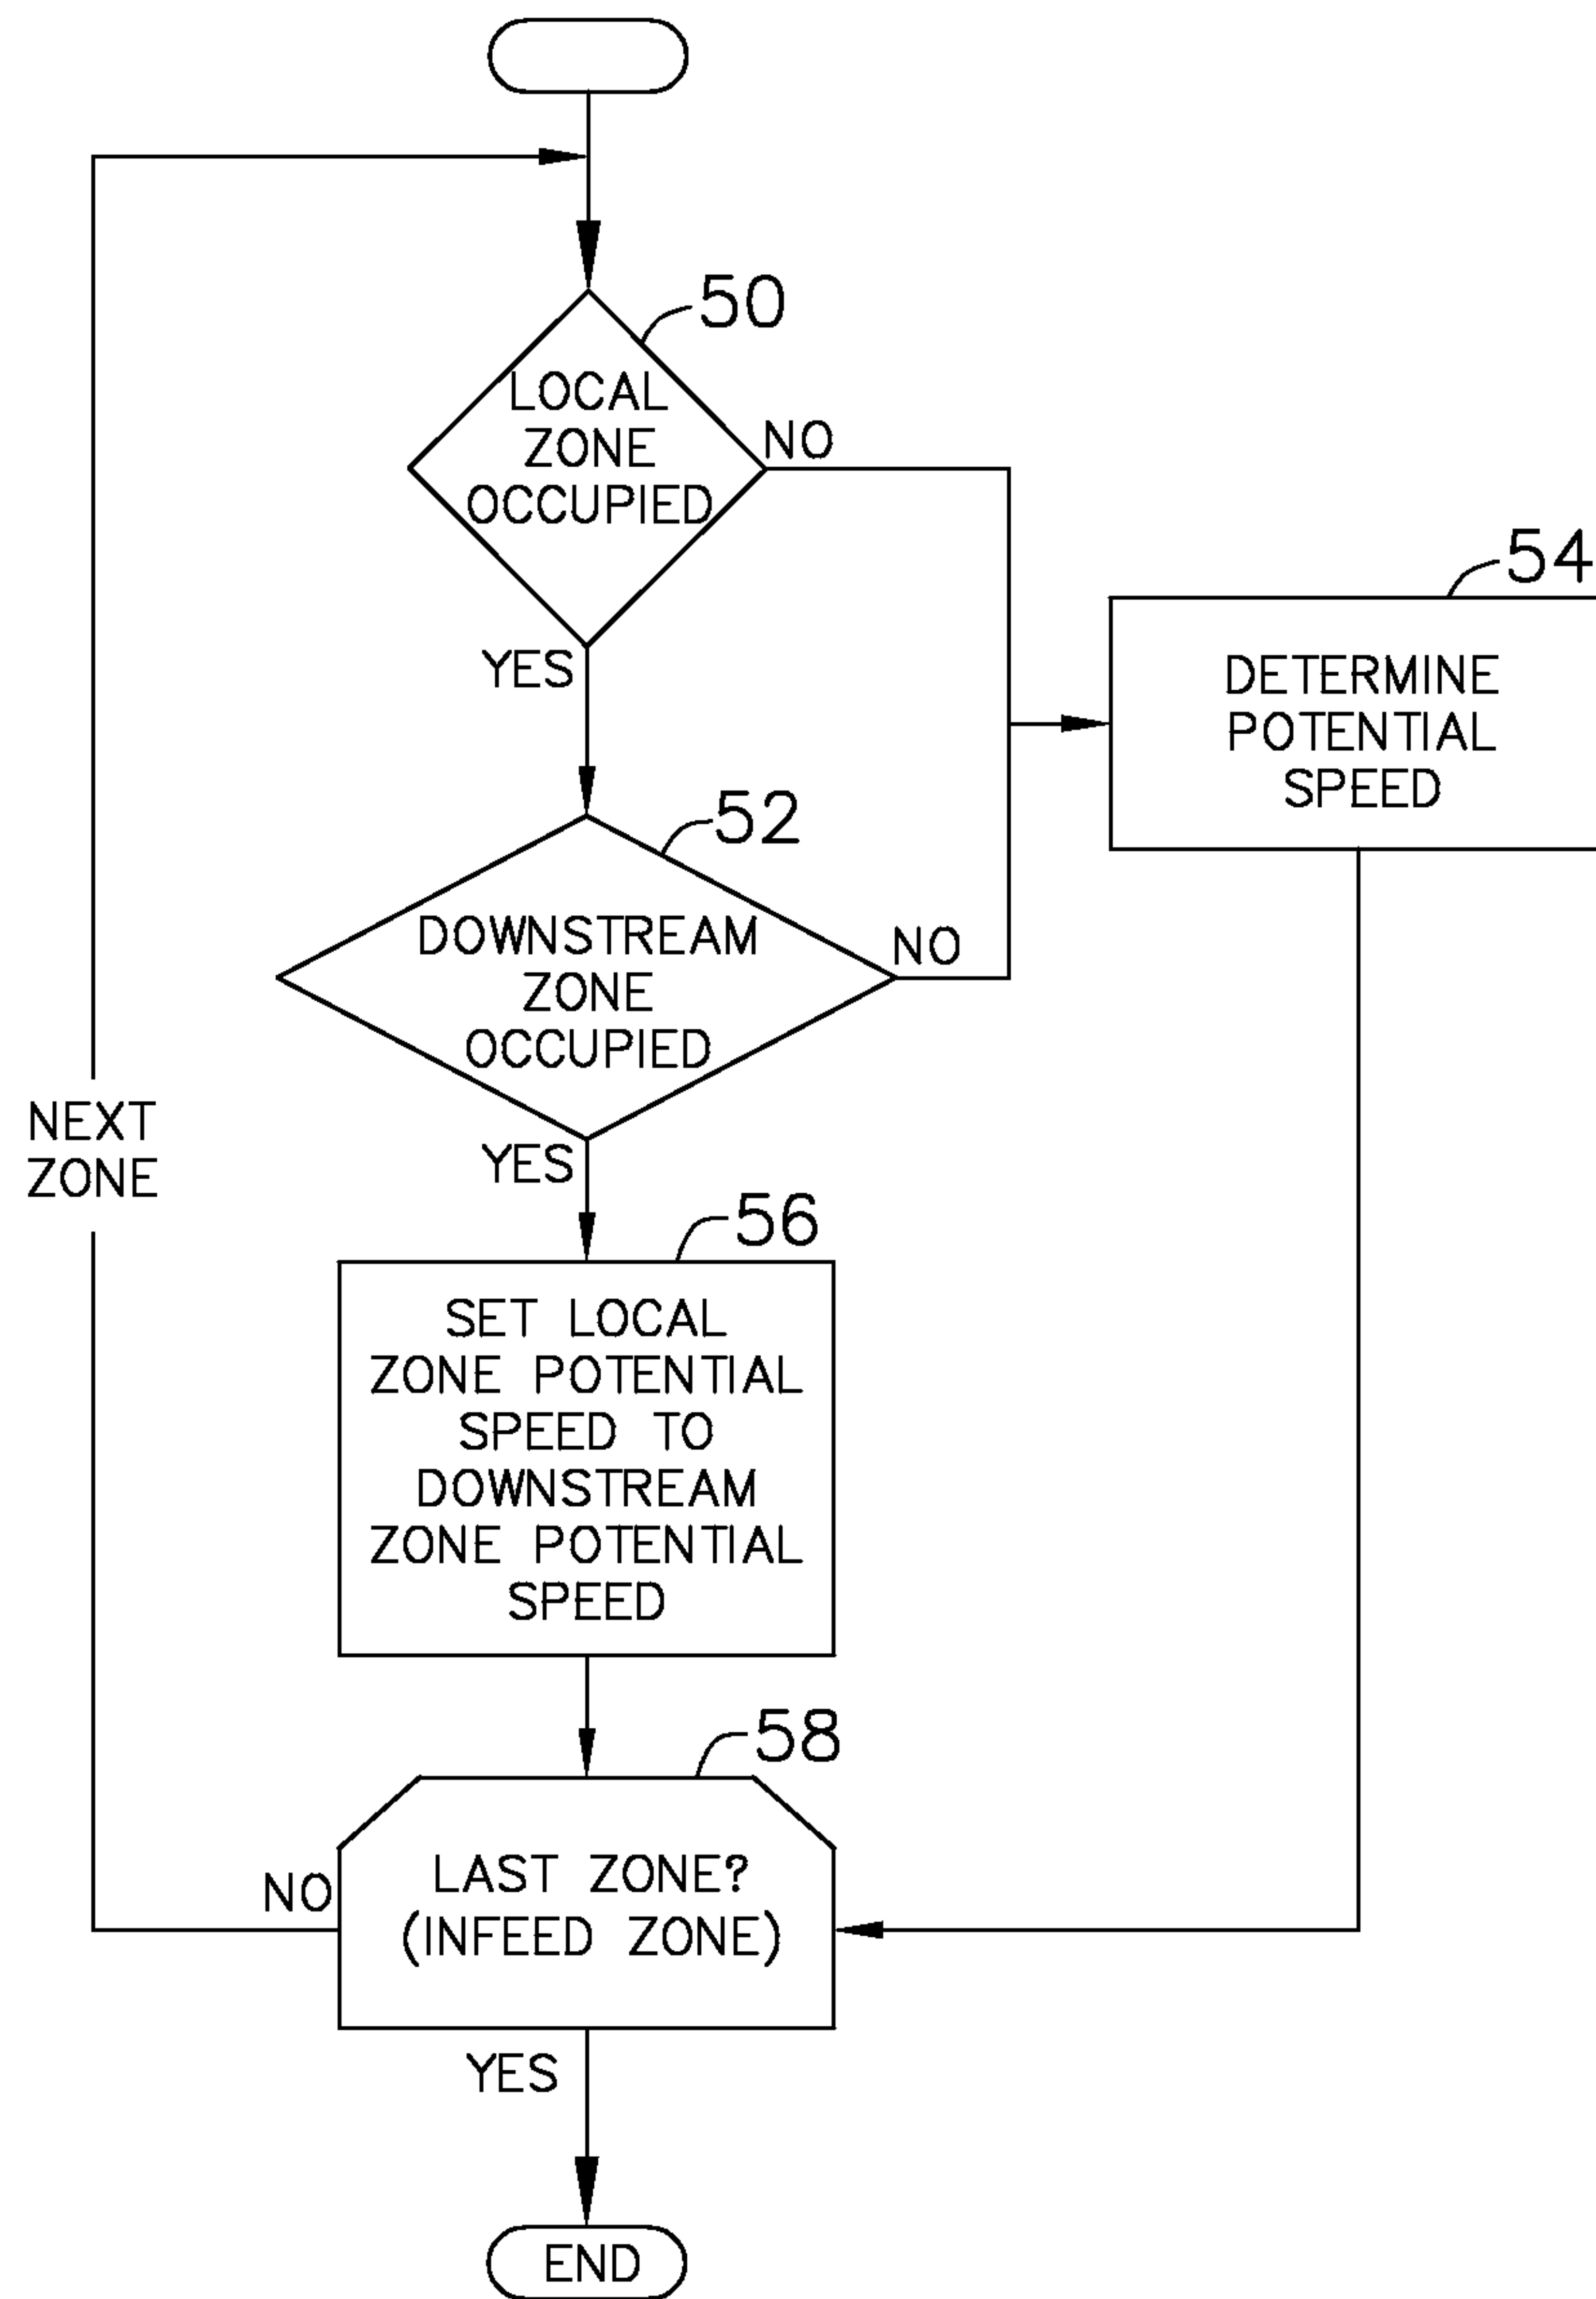 50
LOCAL
ZONE
OCCUPIED
NO
YES
54
DETERMINE
POTENTIAL
SPEED
52
DOWNSTREAM
ZONE
OCCUPIED
NO
YES
NEXT
ZONE
56
SET LOCAL
ZONE POTENTIAL
SPEED TO
DOWNSTREAM
ZONE POTENTIAL
SPEED
58
LAST ZONE?
(INFEED ZONE)
NO
YES
END